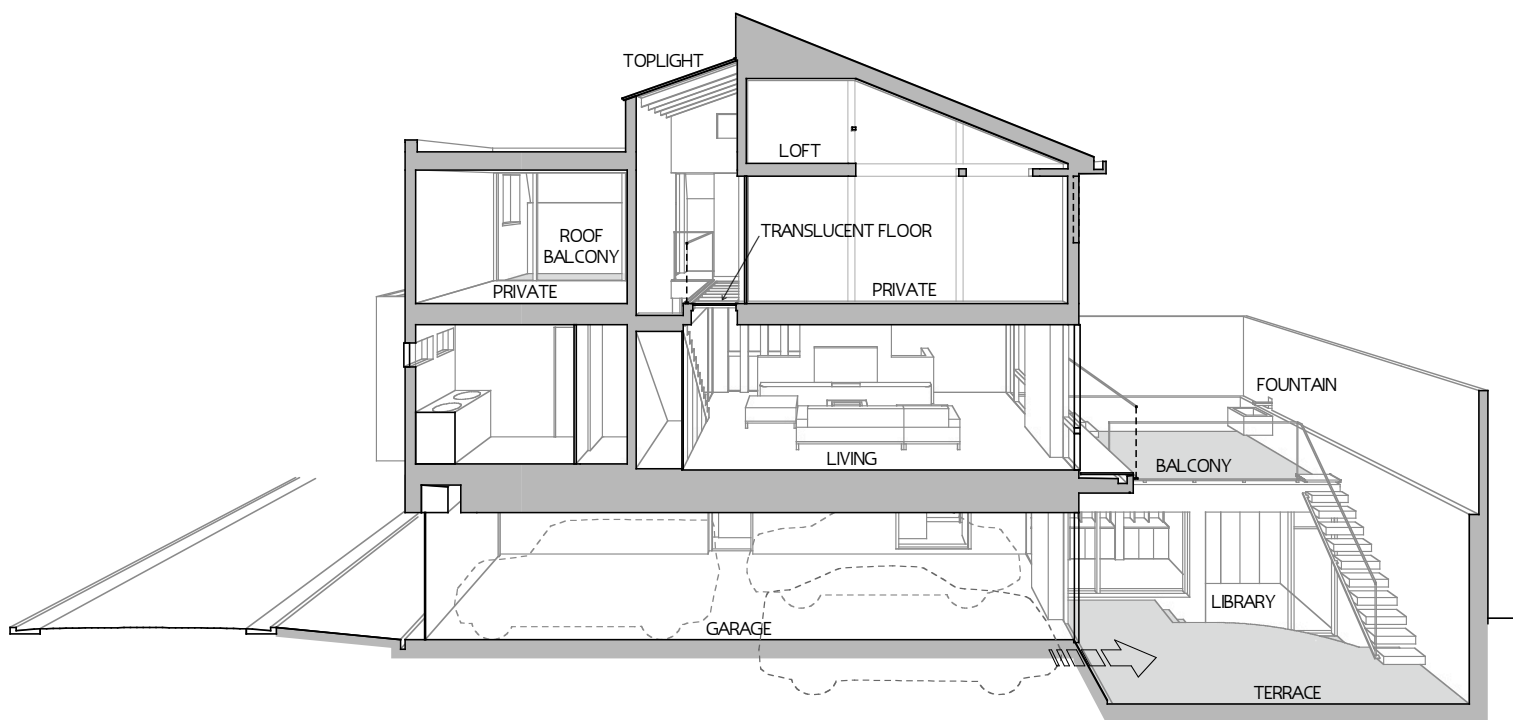 TOPLIGHT
LOFT
TRANSLUCENT FLOOR
ROOF
BALCONY
PRIVATE
PRIVATE
FOUNTAIN
LIVING
BALCONY
LIBRARY
GARAGE
TERRACE